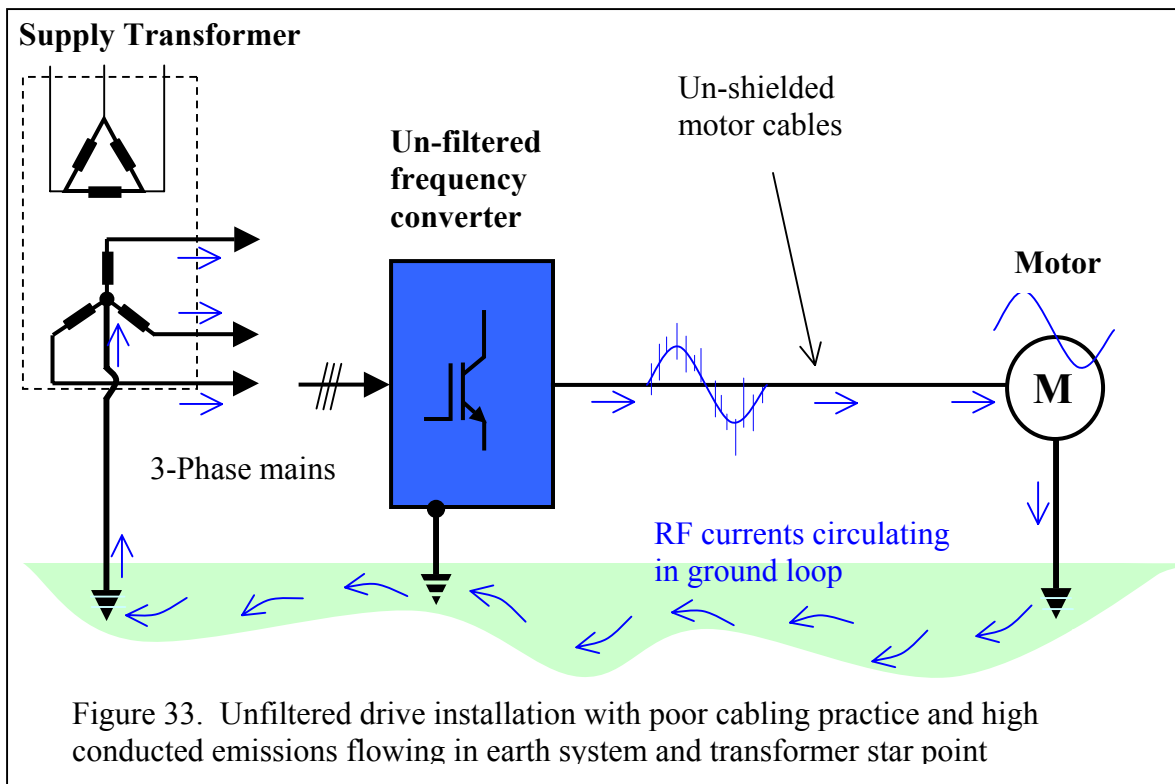 Supply Transformer
Un-shielded
motor cables
Un-filtered
frequency
converter
Motor
M
3-Phase mains
RF currents circulating
in ground loop
Figure 33. Unfiltered drive installation with poor cabling practice and high
conducted emissions flowing in earth system and transformer star point